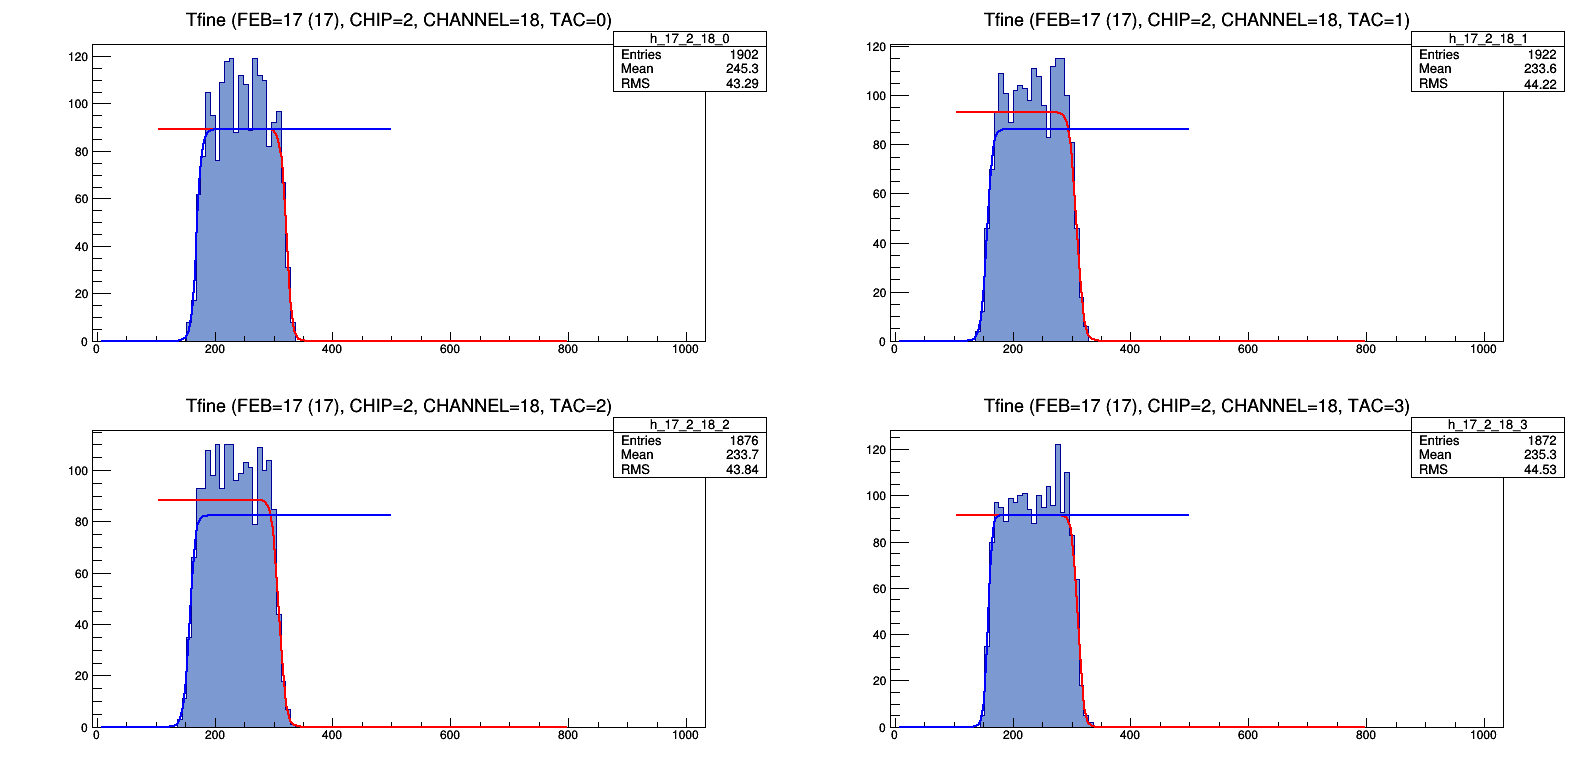 Tfine (FEB=17 (17), CHIP=2, CHANNEL=18, TAC=0)
h_17_2_18_0
Entries 1902
Mean 245.3
RMS 43.29
120
100
80
60
40
20
0
0 200 400 600 800 1000
Tfine (FEB=17 (17), CHIP=2, CHANNEL=18, TAC=1)
h_17_2_18_1
Entries 1922
Mean 233.6
RMS 44.22
120
100
80
60
40
20
0
0 200 400 600 800 1000
Tfine (FEB=17 (17), CHIP=2, CHANNEL=18, TAC=2)
h_17_2_18_2
Entries 1876
Mean 233.7
RMS 43.84
100
80
60
40
20
0
0 200 400 600 800 1000
Tfine (FEB=17 (17), CHIP=2, CHANNEL=18, TAC=3)
h_17_2_18_3
Entries 1872
Mean 235.3
RMS 44.53
120
100
80
60
40
20
0
0 200 400 600 800 1000